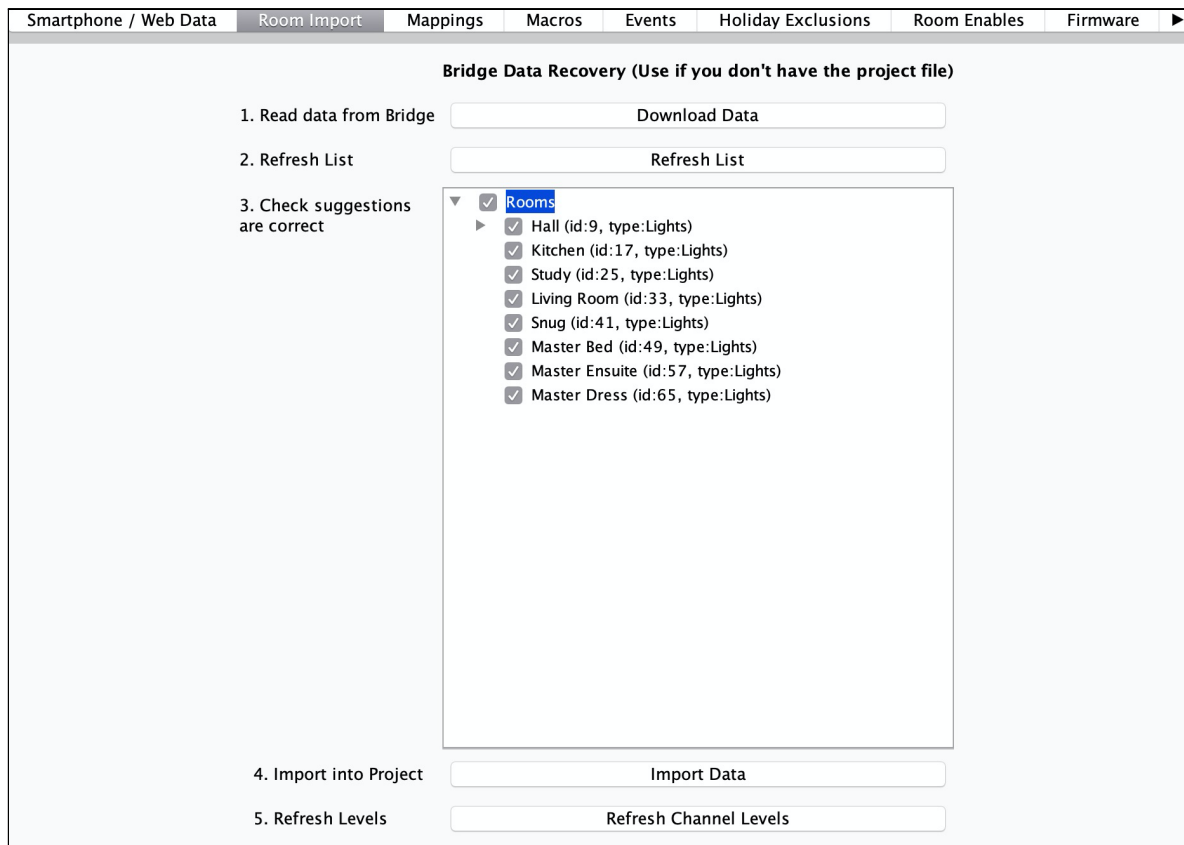 Smartphone / Web Data Room Import Mappings Macros Events Holiday Exclusions Room Enables Firmware
Bridge Data Recovery (Use if you don't have the project file)
1. Read data from Bridge Download Data
2. Refresh List Refresh List
3. Check suggestions
are correct
Rooms
Hall (id:9, type:Lights)
Kitchen (id:17, type:Lights)
Study (id:25, type:Lights)
Living Room (id:33, type:Lights)
Snug (id:41, type:Lights)
Master Bed (id:49, type:Lights)
Master Ensuite (id:57, type:Lights)
Master Dress (id:65, type:Lights)
4. Import into Project Import Data
5. Refresh Levels Refresh Channel Levels